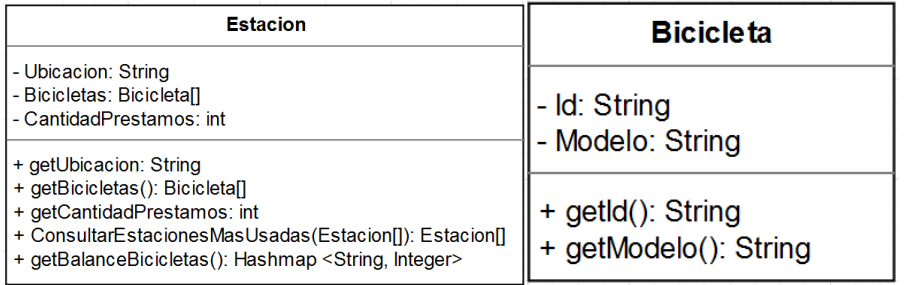 Estacion
- Ubicacion: String
- Bicicletas: Bicicleta[]
- CantidadPrestamos: int
+ getUbicacion: String
+ getBicicletas(): Bicicleta[]
+ getCantidadPrestamos: int
+ ConsultarEstacionesMasUsadas(Estacion[]): Estacion[]
+ getBalanceBicicletas(): Hashmap <String, Integer>
Bicicleta
- Id: String
- Modelo: String
+ getId(): String
+ getModelo(): String